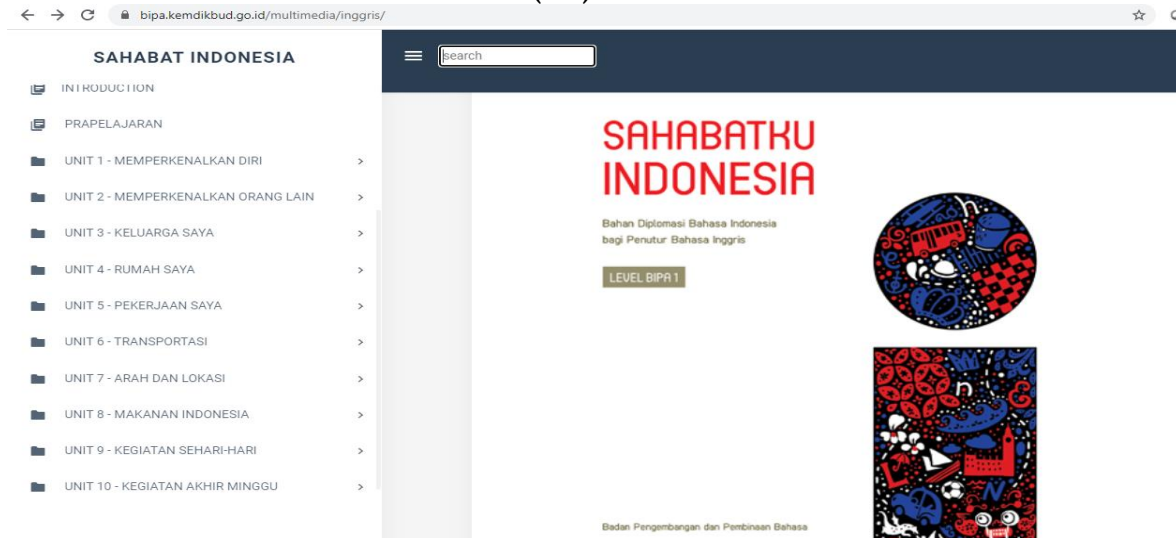 bipa.kemdikbud.go.id/multimedia/inggris/
SAHABAT INDONESIA
search
INTRODUCTION
PRAPELAJARAN
UNIT 1 - MEMPERKENALKAN DIRI
UNIT 2 - MEMPERKENALKAN ORANG LAIN
UNIT 3 - KELUARGA SAYA
UNIT 4 - RUMAH SAYA
UNIT 5 - PEKERJAAN SAYA
UNIT 6 - TRANSPORTASI
UNIT 7 - ARAH DAN LOKASI
UNIT 8 - MAKANAN INDONESIA
UNIT 9 - KEGIATAN SEHARI-HARI
UNIT 10 - KEGIATAN AKHIR MINGGU
SAHABATKU
INDONESIA
Bahan Diplomasi Bahasa Indonesia
bagi Penutur Bahasa Inggris
LEVEL BIPA 1
Badan Pengembangan dan Pembinaan Bahasa